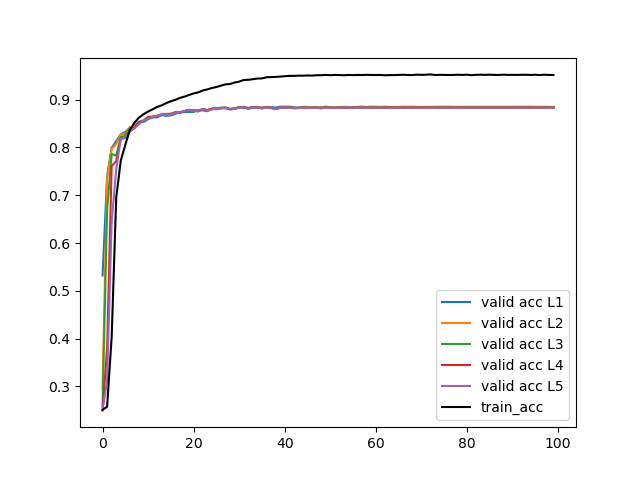 0.9
0.8
0.7
0.6
0.5
0.4
0.3
valid acc L1
valid acc L2
valid acc L3
valid acc L4
valid acc L5
train_acc
0 20 40 60 80 100